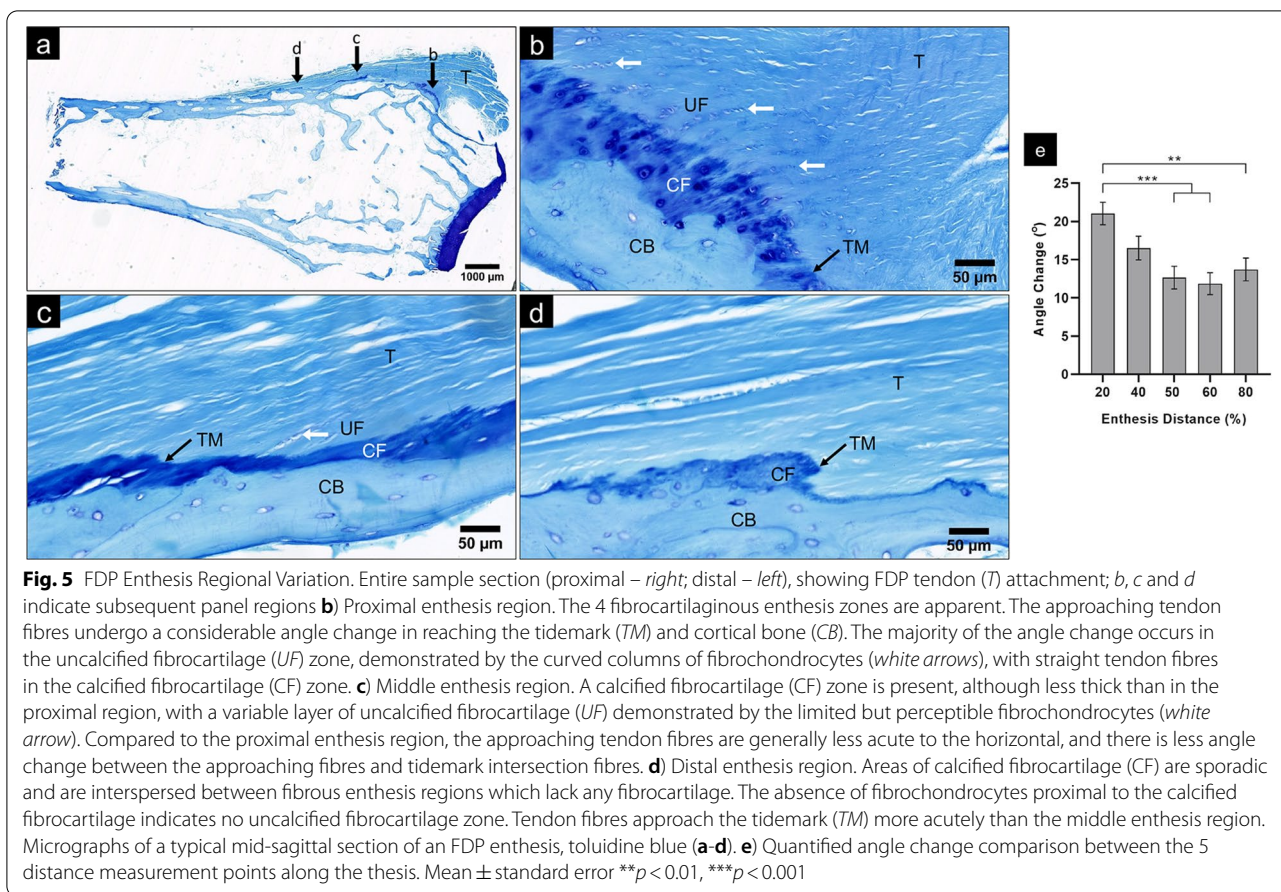 a
d
c
b
T
1000 µm
b
T
UF
CF
CB
TM
50 µm
c
T
UF
TM
CF
CB
50 µm
d
T
TM
CF
CB
50 µm
e
**
***
25
20
15
10
5
0
Angle Change (°)
20 40 50 60 80
Enthesis Distance (%)
Fig. 5 FDP Enthesis Regional Variation. Entire sample section (proximal – right; distal – left), showing FDP tendon (T) attachment; b, c and d
indicate subsequent panel regions b) Proximal enthesis region. The 4 fibrocartilaginous enthesis zones are apparent. The approaching tendon
fibres undergo a considerable angle change in reaching the tidemark (TM) and cortical bone (CB). The majority of the angle change occurs in
the uncalcified fibrocartilage (UF) zone, demonstrated by the curved columns of fibrochondrocytes (white arrows), with straight tendon fibres
in the calcified fibrocartilage (CF) zone. c) Middle enthesis region. A calcified fibrocartilage (CF) zone is present, although less thick than in the
proximal region, with a variable layer of uncalcified fibrocartilage (UF) demonstrated by the limited but perceptible fibrochondrocytes (white
arrow). Compared to the proximal enthesis region, the approaching tendon fibres are generally less acute to the horizontal, and there is less angle
change between the approaching fibres and tidemark intersection fibres. d) Distal enthesis region. Areas of calcified fibrocartilage (CF) are sporadic
and are interspersed between fibrous enthesis regions which lack any fibrocartilage. The absence of fibrochondrocytes proximal to the calcified
fibrocartilage indicates no uncalcified fibrocartilage zone. Tendon fibres approach the tidemark (TM) more acutely than the middle enthesis region.
Micrographs of a typical mid-sagittal section of an FDP enthesis, toluidine blue (a-d). e) Quantified angle change comparison between the 5
distance measurement points along the thesis. Mean ± standard error **p < 0.01, ***p < 0.001